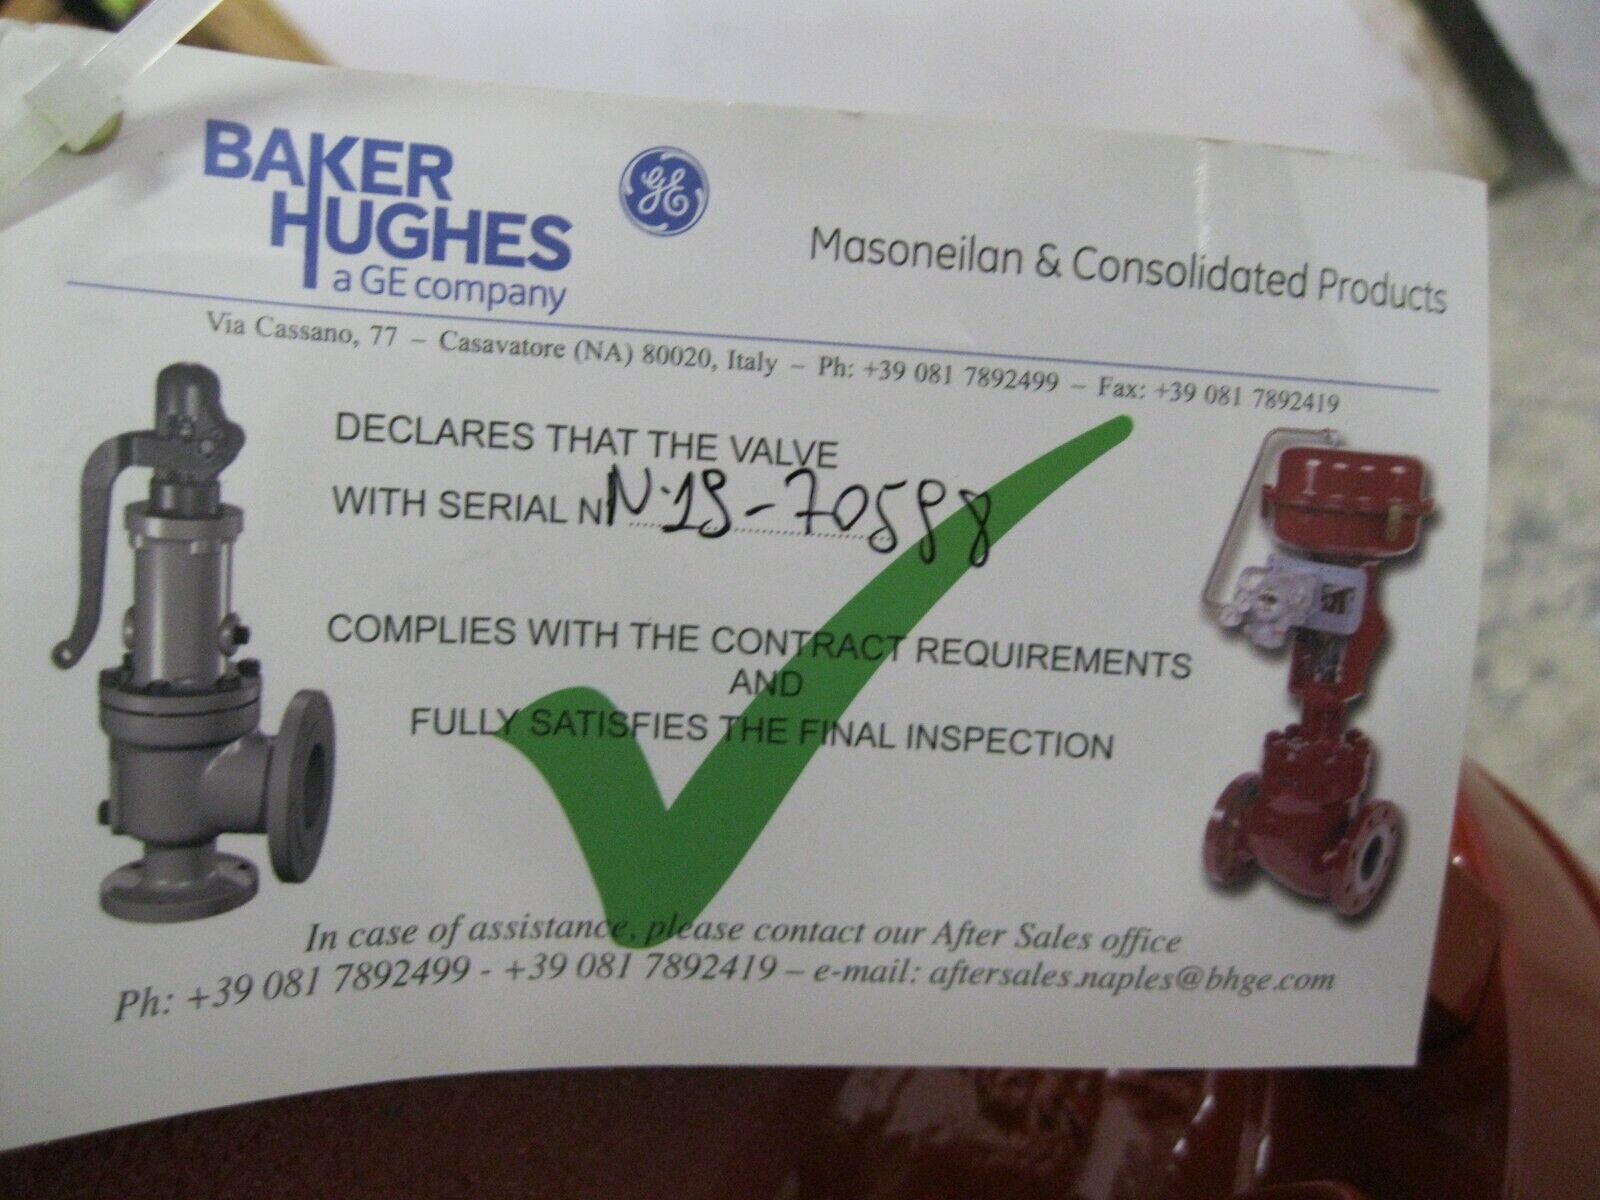 BAKER
HUGHES
a GE company
GE
Masoneilan & Consolidated Products
Via Cassano, 77 – Casavatore (NA) 80020, Italy – Ph: +39 081 7892499 – Fax: +39 081 7892419
DECLARES THAT THE VALVE
WITH SERIAL N
COMPLIES WITH THE CONTRACT REQUIREMENTS
AND
FULLY SATISFIES THE FINAL INSPECTION
In case of assistance, please contact our After Sales office
Ph: +39 081 7892499 - +39 081 7892419 – e-mail: aftersales.naples@bhge.com